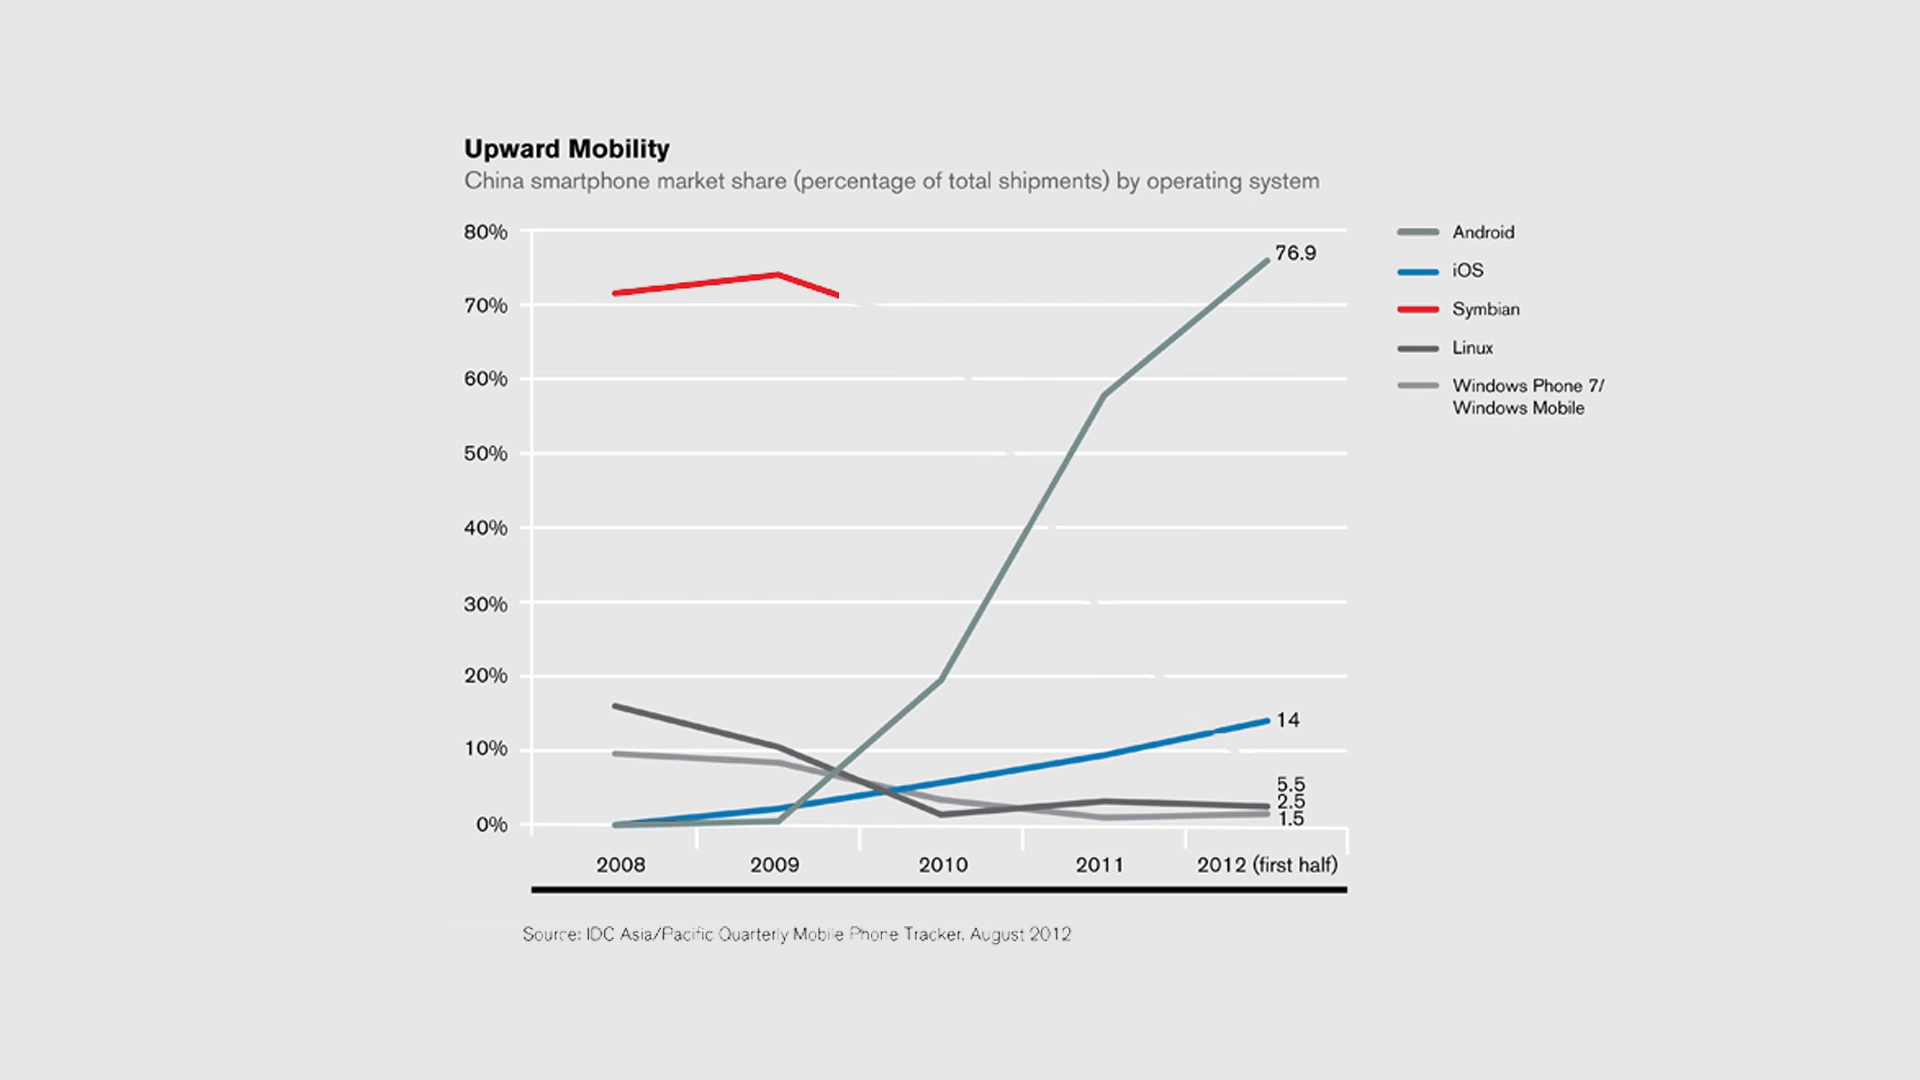 Upward Mobility
China smartphone market share (percentage of total shipments) by operating system
80%
70%
60%
50%
40%
30%
20%
10%
0%
76.9
14
5.5
2.5
1.5
2008
2009
2010
2011
2012 (first half)
Android
iOS
Symbian
Linux
Windows Phone 7/
Windows Mobile
Source: IDC Asia/Pacific Quarterly Mobile Phone Tracker, August 2012